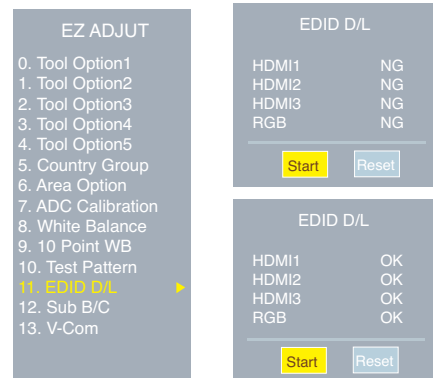 EZ ADJUT
0. Tool Option1
1. Tool Option2
2. Tool Option3
3. Tool Option4
4. Tool Option5
5. Country Group
6. Area Option
7. ADC Calibration
8. White Balance
9. 10 Point WB
10. Test Pattern
11. EDID D/L
12. Sub B/C
13. V-Com
EDID D/L
HDMI1 NG
HDMI2 NG
HDMI3 NG
RGB NG
Start Reset
EDID D/L
HDMI1 OK
HDMI2 OK
HDMI3 OK
RGB OK
Start Reset